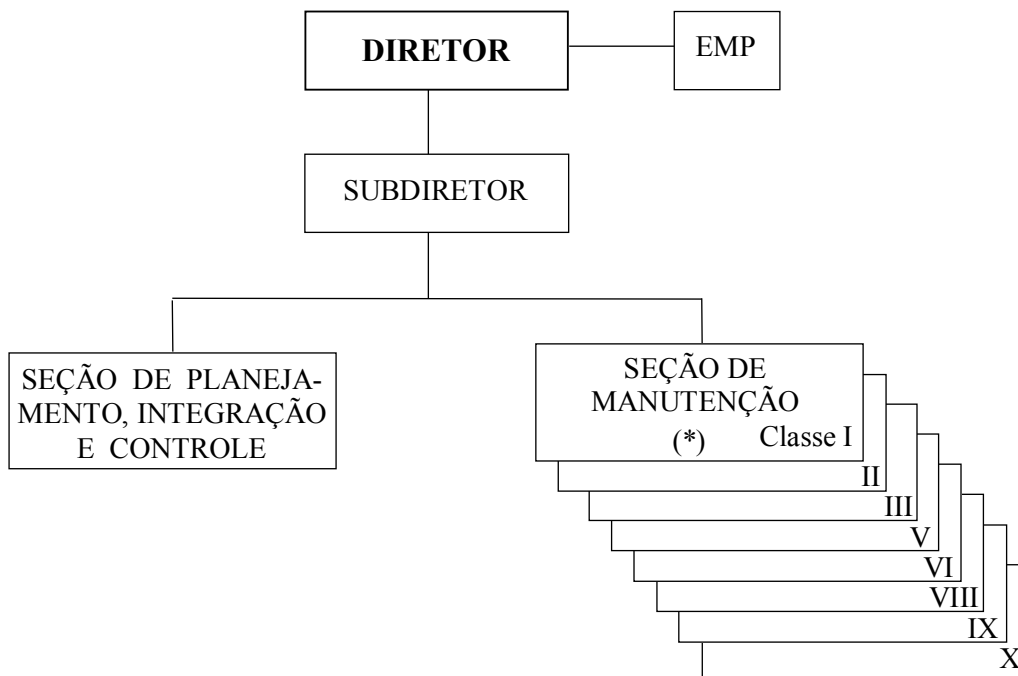 DIRETOR
EMP
SUBDIRETOR
SEÇÃO DE PLANEJA-
MENTO, INTEGRAÇÃO
E CONTROLE
SEÇÃO DE
MANUTENÇÃO
(*) Classe I
II
III
V
VI
VIII
IX
X